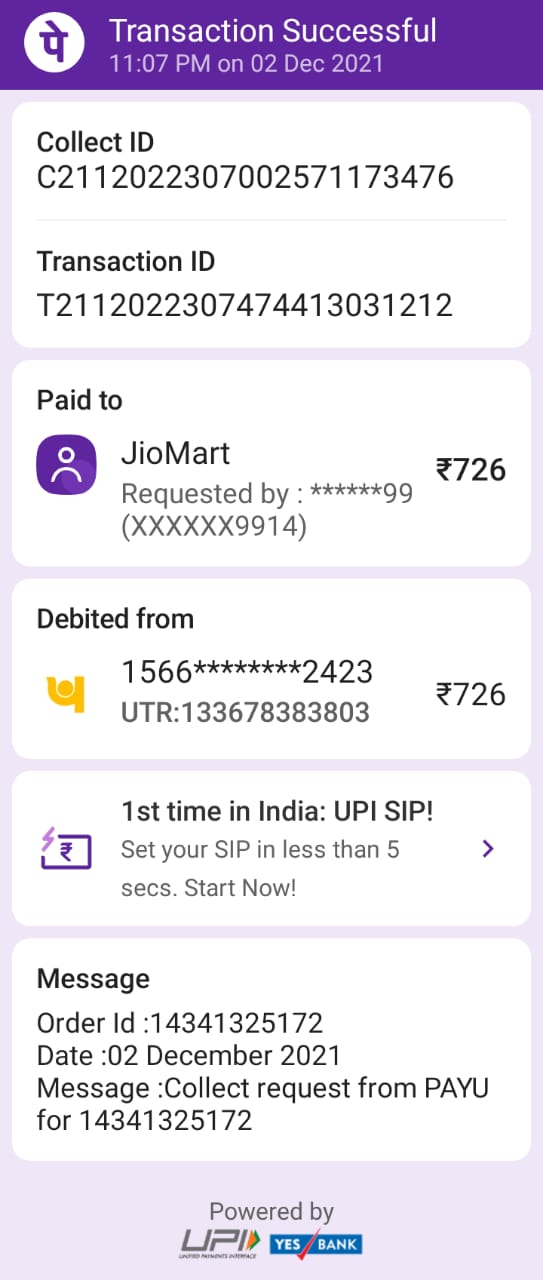 पे
Transaction Successful
11:07 PM on 02 Dec 2021
Collect ID
C2112022307002571173476
Transaction ID
T2112022307474413031212
Paid to
JioMart
₹726
Requested by : ******99
(XXXXXX9914)
Debited from
1566********2423
₹726
UTR:133678383803
1st time in India: UPI SIP!
Set your SIP in less than 5
secs. Start Now!
Message
Order Id :14341325172
Date :02 December 2021
Message :Collect request from PAYU
for 14341325172
Powered by
UPI
UNIFIED PAYMENTS INTERFACE
YES BANK